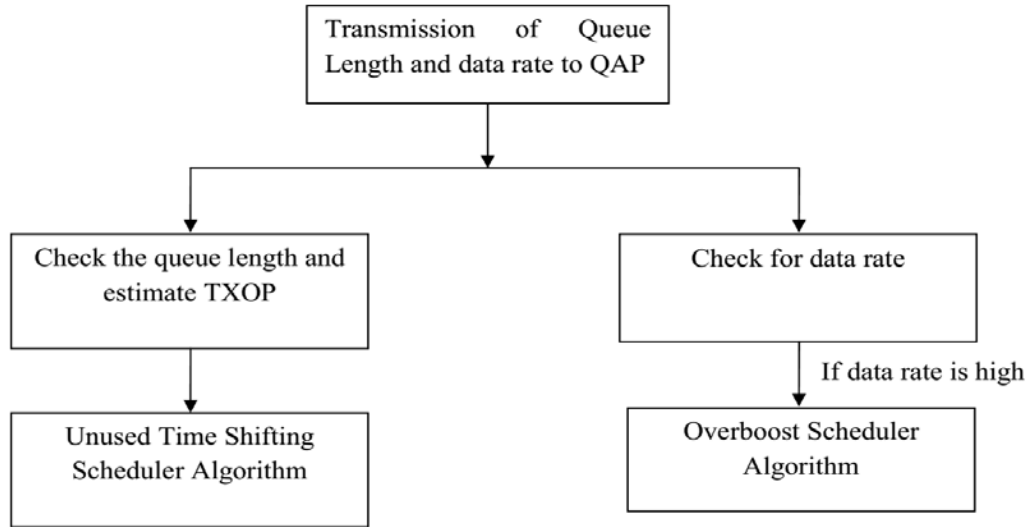 Transmission of Queue
Length and data rate to QAP
Check the queue length and
estimate TXOP
Check for data rate
If data rate is high
Unused Time Shifting
Scheduler Algorithm
Overboost Scheduler
Algorithm